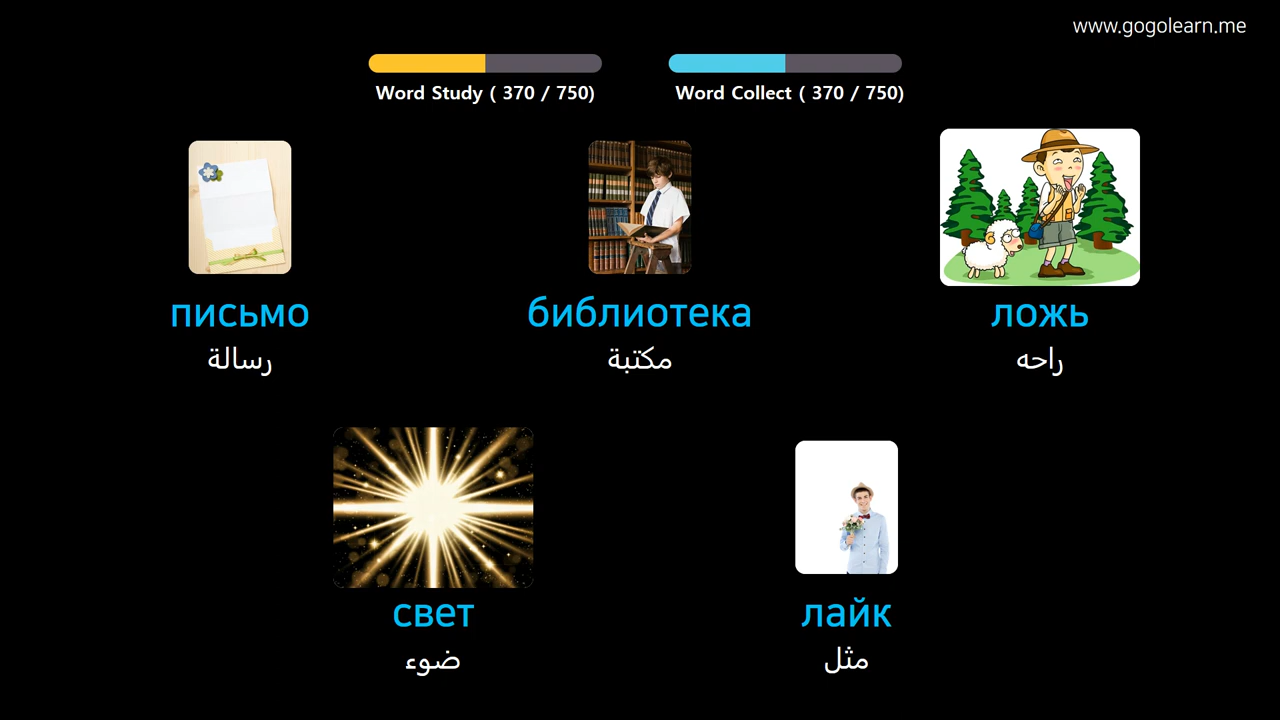 www.gogolearn.me
Word Study ( 370 / 750)
Word Collect ( 370 / 750)
письмо
رسالة
библиотека
مكتبة
ложь
راحه
свет
ضوء
лайк
مثل